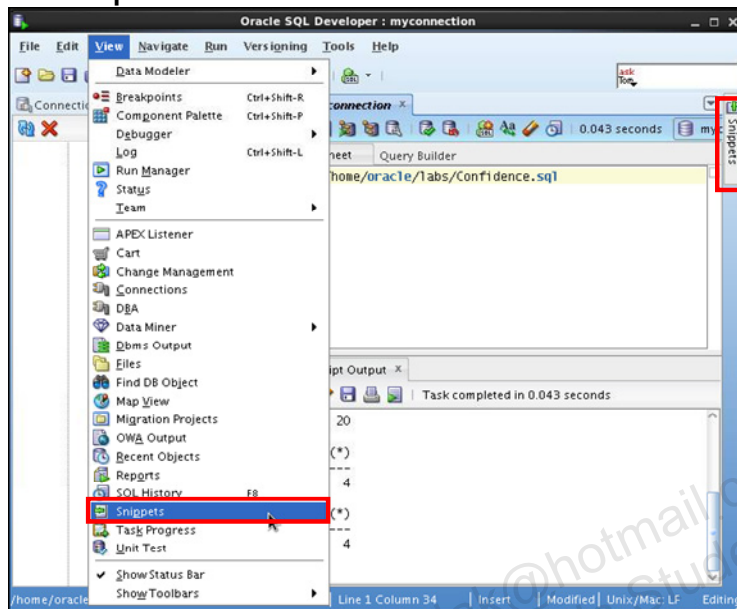 Oracle SQL Developer : myconnection
File Edit View Navigate Run Versioning Tools Help
Data Modeler
Connecti
connection
Breakpoints Ctrl+Shift-R
Component Palette Ctrl+Shift-P
Debugger
Log Ctrl+Shift-L
Run Manager
Status
Team
APEX Listener
Cart
Change Management
Connections
DBA
Data Miner
Dbms Output
Files
Find DB Object
Map View
Migration Projects
OWA Output
Recent Objects
Reports
SQL History F8
Snippets
Task Progress
Unit Test
Show Status Bar
Show Toolbars
0.043 seconds
my
Snippets
heet Query Builder
home/oracle/labs/Confidence.sql
ipt Output
Task completed in 0.043 seconds
20
(*)
---
4
(*)
---
4
/home/oracle
Line 1 Column 34 Insert Modified Unix/Mac: LF Editing
@hotmail.c
Stude